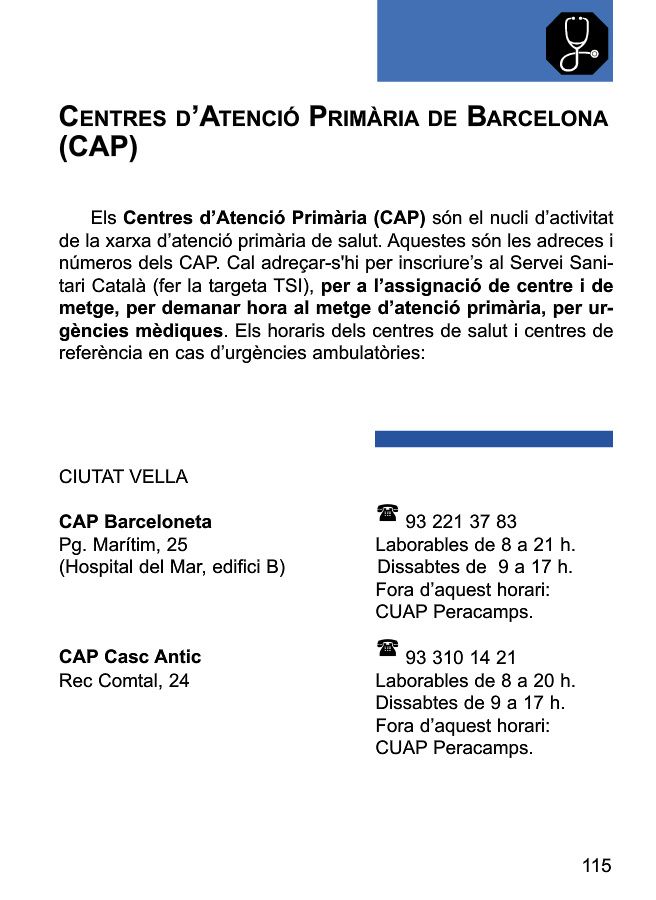 CENTRES D’ATENCIÓ PRIMÀRIA DE BARCELONA
(CAP)
Els Centres d’Atenció Primària (CAP) són el nucli d’activitat
de la xarxa d’atenció primària de salut. Aquestes són les adreces i
números dels CAP. Cal adreçar-s'hi per inscriure’s al Servei Sani-
tari Català (fer la targeta TSI), per a l’assignació de centre i de
metge, per demanar hora al metge d’atenció primària, per ur-
gències mèdiques. Els horaris dels centres de salut i centres de
referència en cas d’urgències ambulatòries:
CIUTAT VELLA
CAP Barceloneta
Pg. Marítim, 25
(Hospital del Mar, edifici B)
☎ 93 221 37 83
Laborables de 8 a 21 h.
Dissabtes de 9 a 17 h.
Fora d’aquest horari:
CUAP Peracamps.
CAP Casc Antic
Rec Comtal, 24
☎ 93 310 14 21
Laborables de 8 a 20 h.
Dissabtes de 9 a 17 h.
Fora d’aquest horari:
CUAP Peracamps.
115